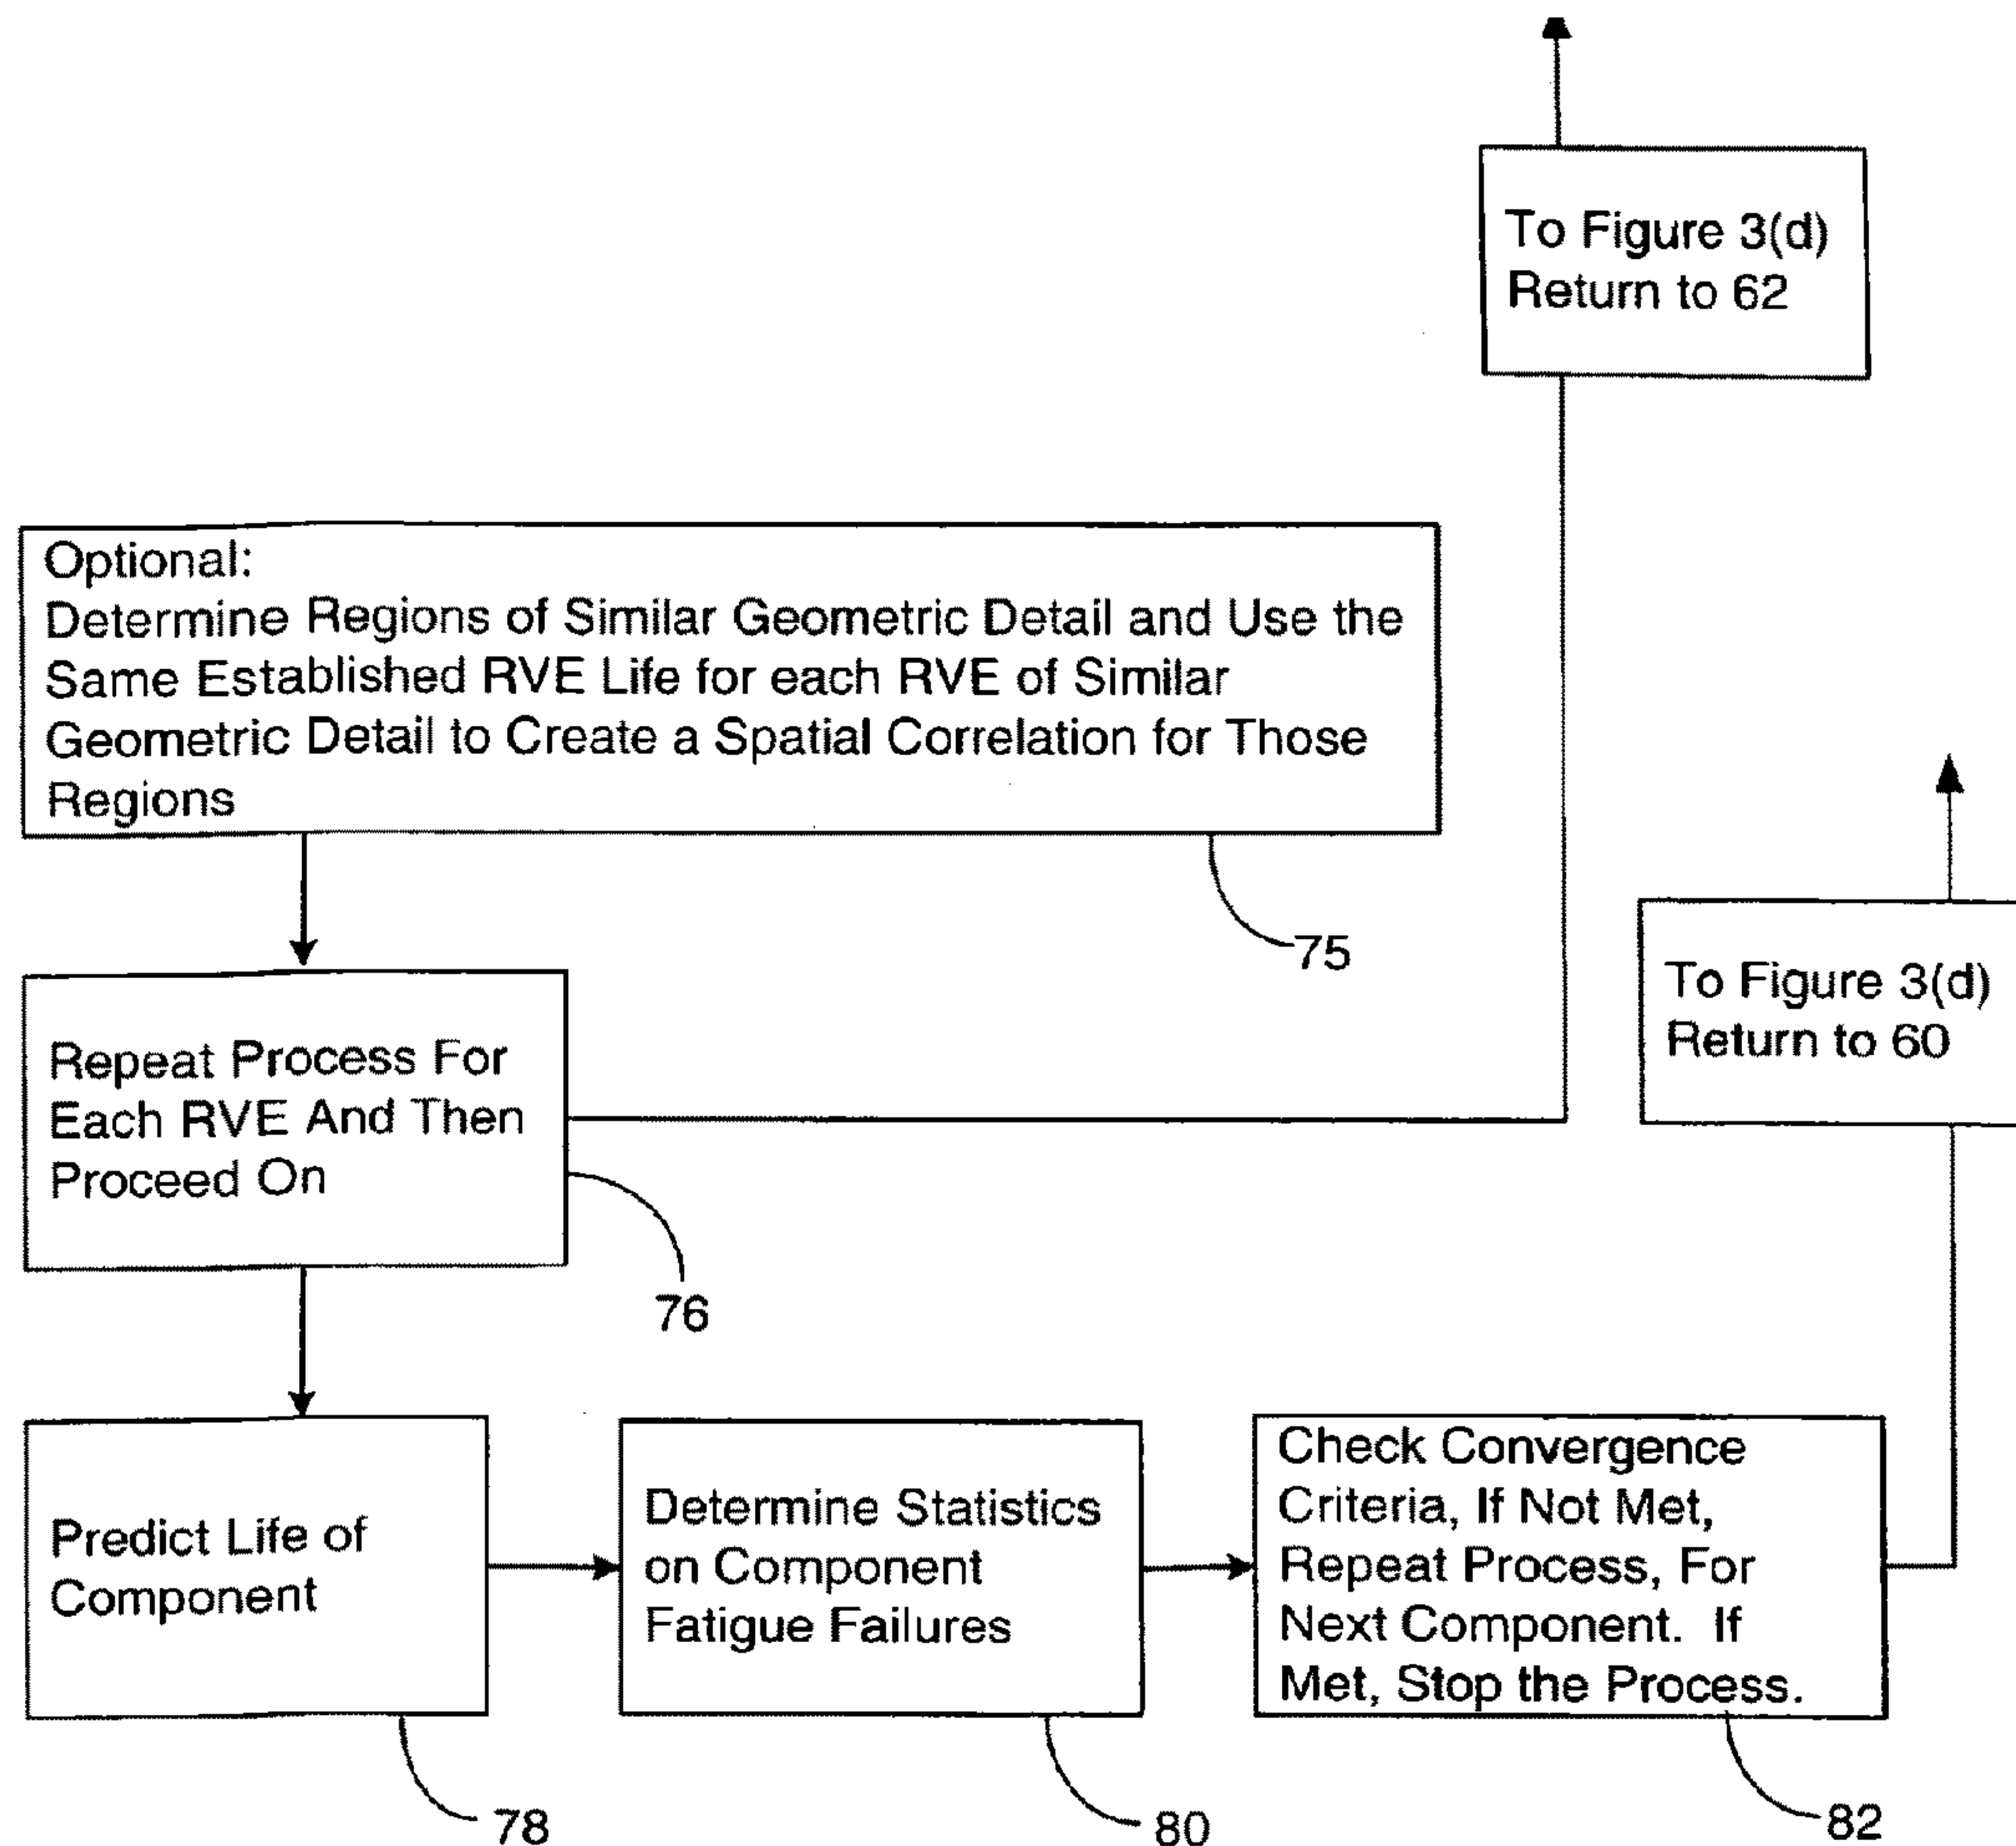 To Figure 3(d)
Return to 62
Optional:
Determine Regions of Similar Geometric Detail and Use the
Same Established RVE Life for each RVE of Similar
Geometric Detail to Create a Spatial Correlation for Those
Regions
75
To Figure 3(d)
Return to 60
Repeat Process For
Each RVE And Then
Proceed On
76
Predict Life of
Component
78
Determine Statistics
on Component
Fatigue Failures
80
Check Convergence
Criteria, If Not Met,
Repeat Process, For
Next Component. If
Met, Stop the Process.
82